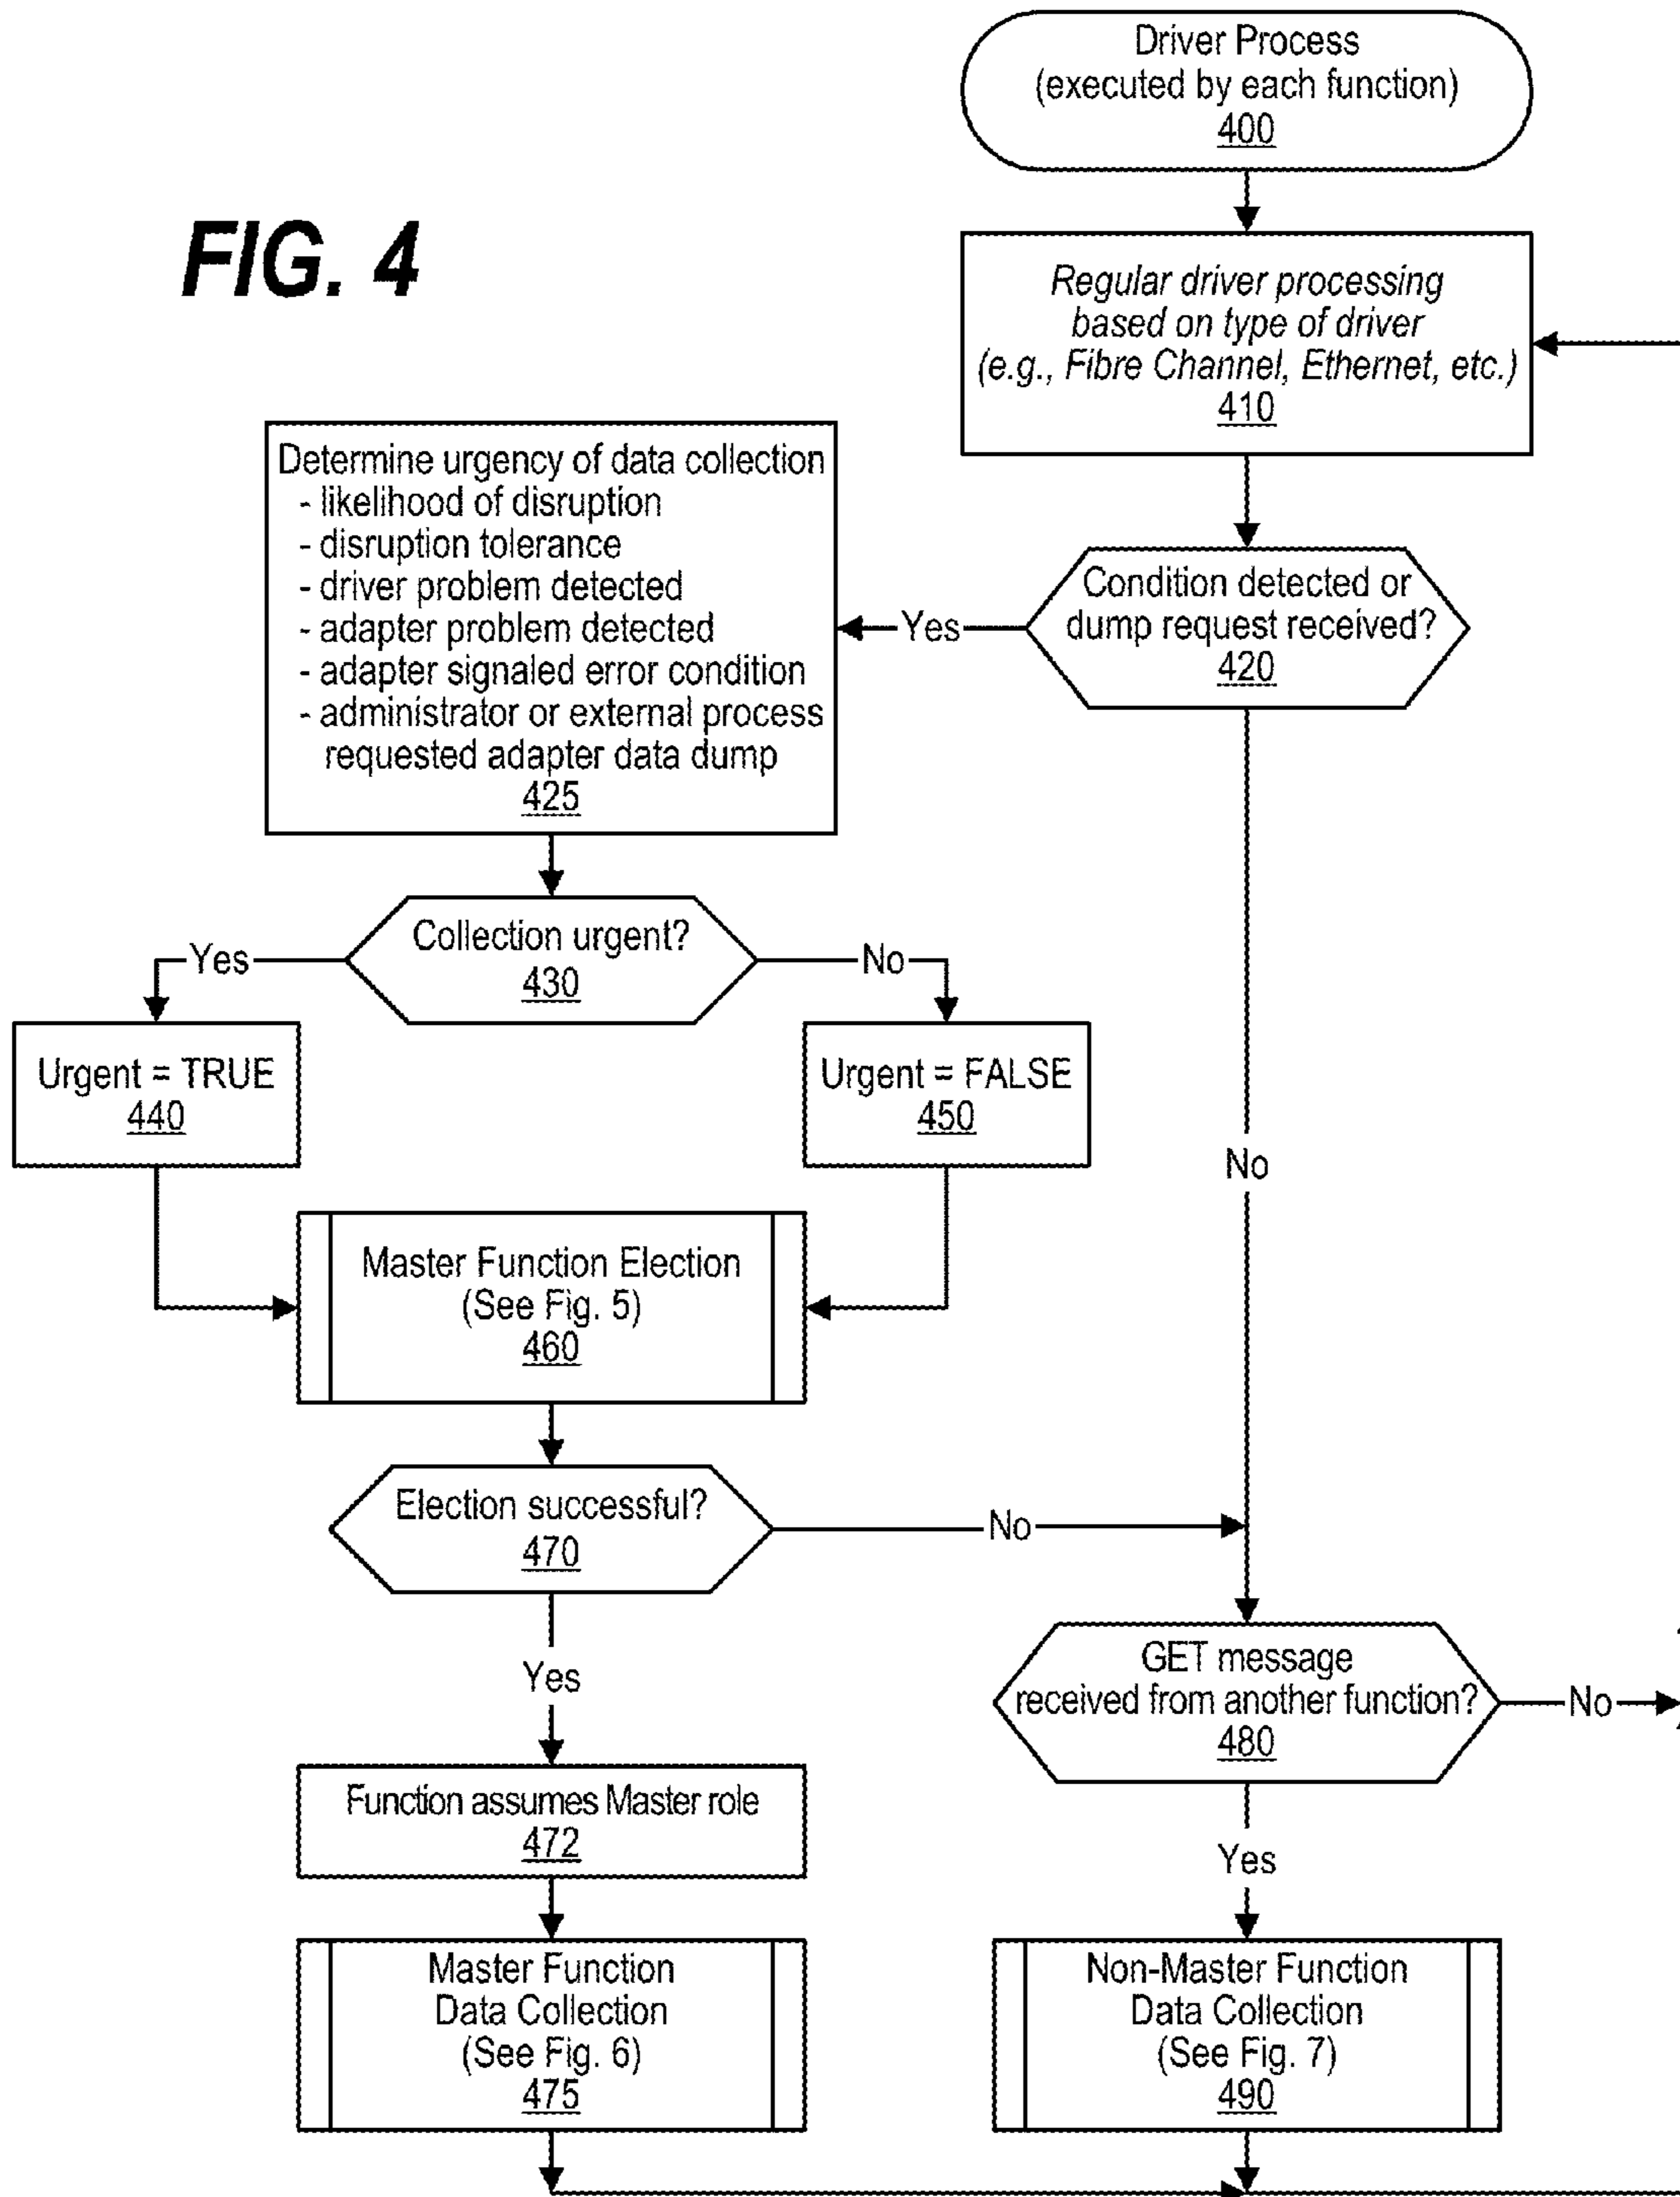 Driver Process
(executed by each function)
400
FIG. 4
Regular driver processing
based on type of driver
(e.g., Fibre Channel, Ethernet, etc.)
410
Determine urgency of data collection
- likelihood of disruption
- disruption tolerance
- driver problem detected
- adapter problem detected
- adapter signaled error condition
- administrator or external process
requested adapter data dump
425
Yes
Condition detected or
dump request received?
420
Collection urgent?
430
Yes
No
Urgent = TRUE
440
Urgent = FALSE
450
No
Master Function Election
(See Fig. 5)
460
Election successful?
470
No
Yes
GET message
received from another function?
480
No
Function assumes Master role
472
Yes
Master Function
Data Collection
(See Fig. 6)
475
Non-Master Function
Data Collection
(See Fig. 7)
490